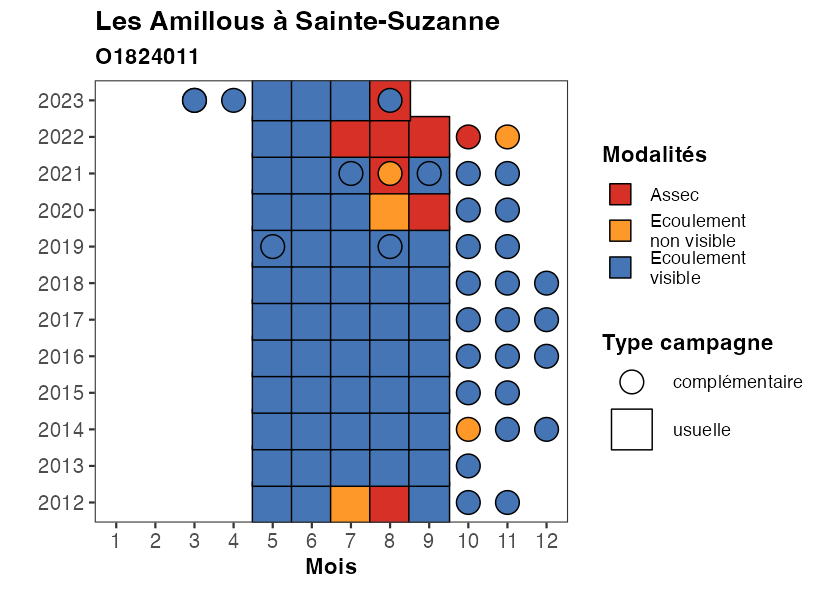 Les Amillous à Sainte-Suzanne
O1824011
2023
2022
2021
2020
2019
2018
2017
2016
2015
2014
2013
2012
1 2 3 4 5 6 7 8 9 10 11 12
Mois
Modalités
Assec
Ecoulement
non visible
Ecoulement
visible
Type campagne
complémentaire
usuelle